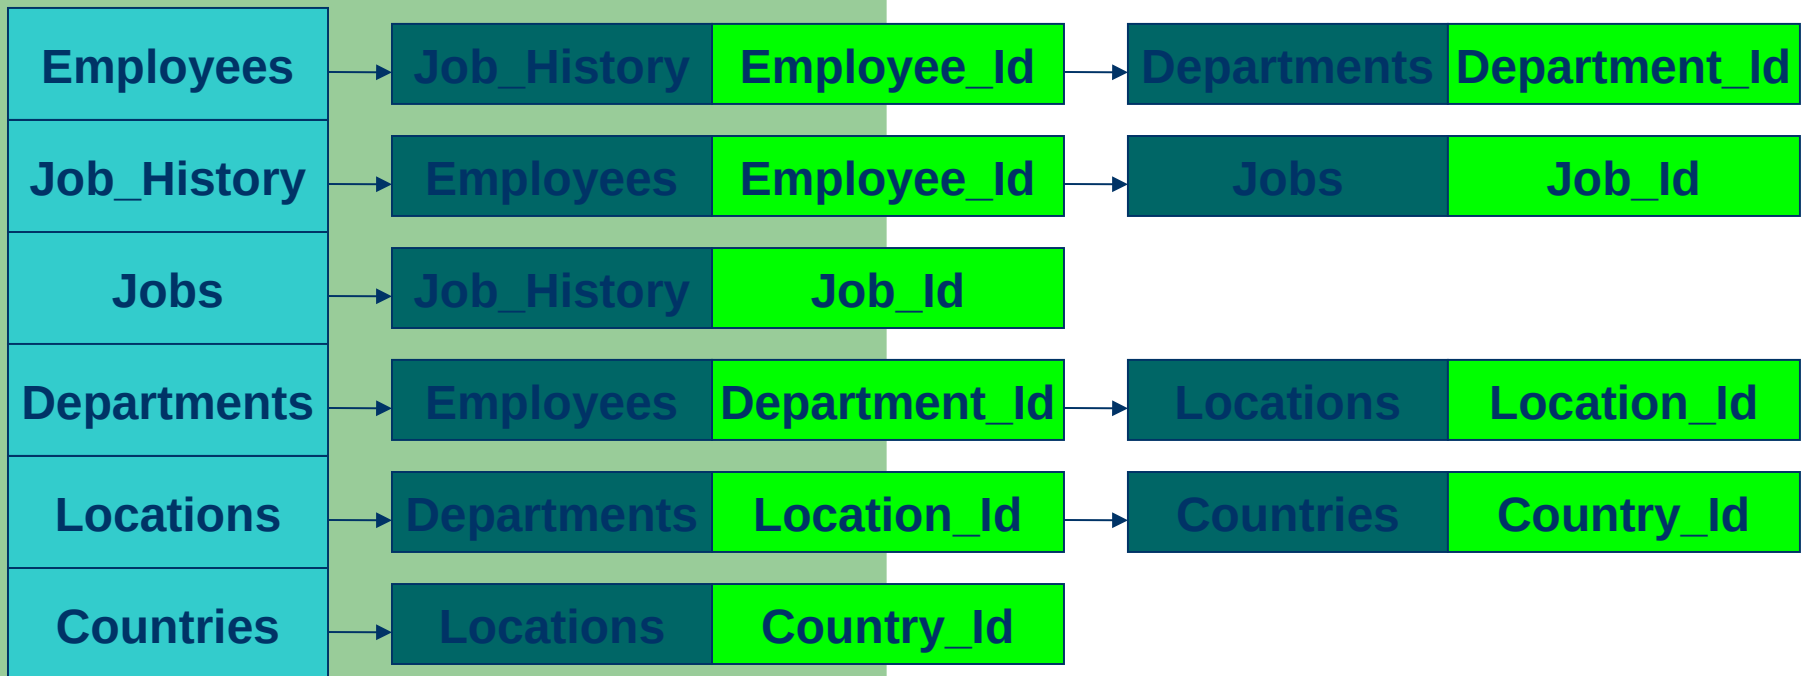 Employees Job_History Employee_Id Departments Department_Id
Job_History Employees Employee_Id Jobs Job_Id
Jobs Job_History Job_Id
Departments Employees Department_Id Locations Location_Id
Locations Departments Location_Id Countries Country_Id
Countries Locations Country_Id